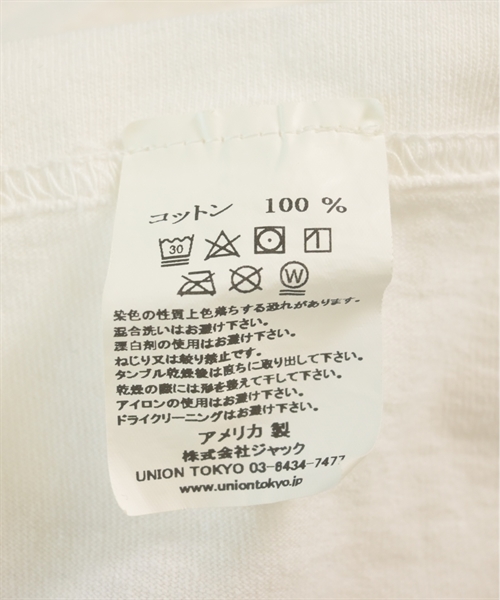 コットン 100 %
30
W
染色の性質上色落ちする恐れがあります。
混合洗いはお避け下さい。
漂白剤の使用はお避け下さい。
ねじり又は絞り禁止です。
タンブル乾燥後は直ちに取り出して下さい。
乾燥の際には形を整えて干して下さい。
アイロンの使用はお避け下さい。
ドライクリーニングはお避け下さい。
アメリカ 製
株式会社ジャック
UNION TOKYO 03-6434-7477
www.uniontokyo.jp